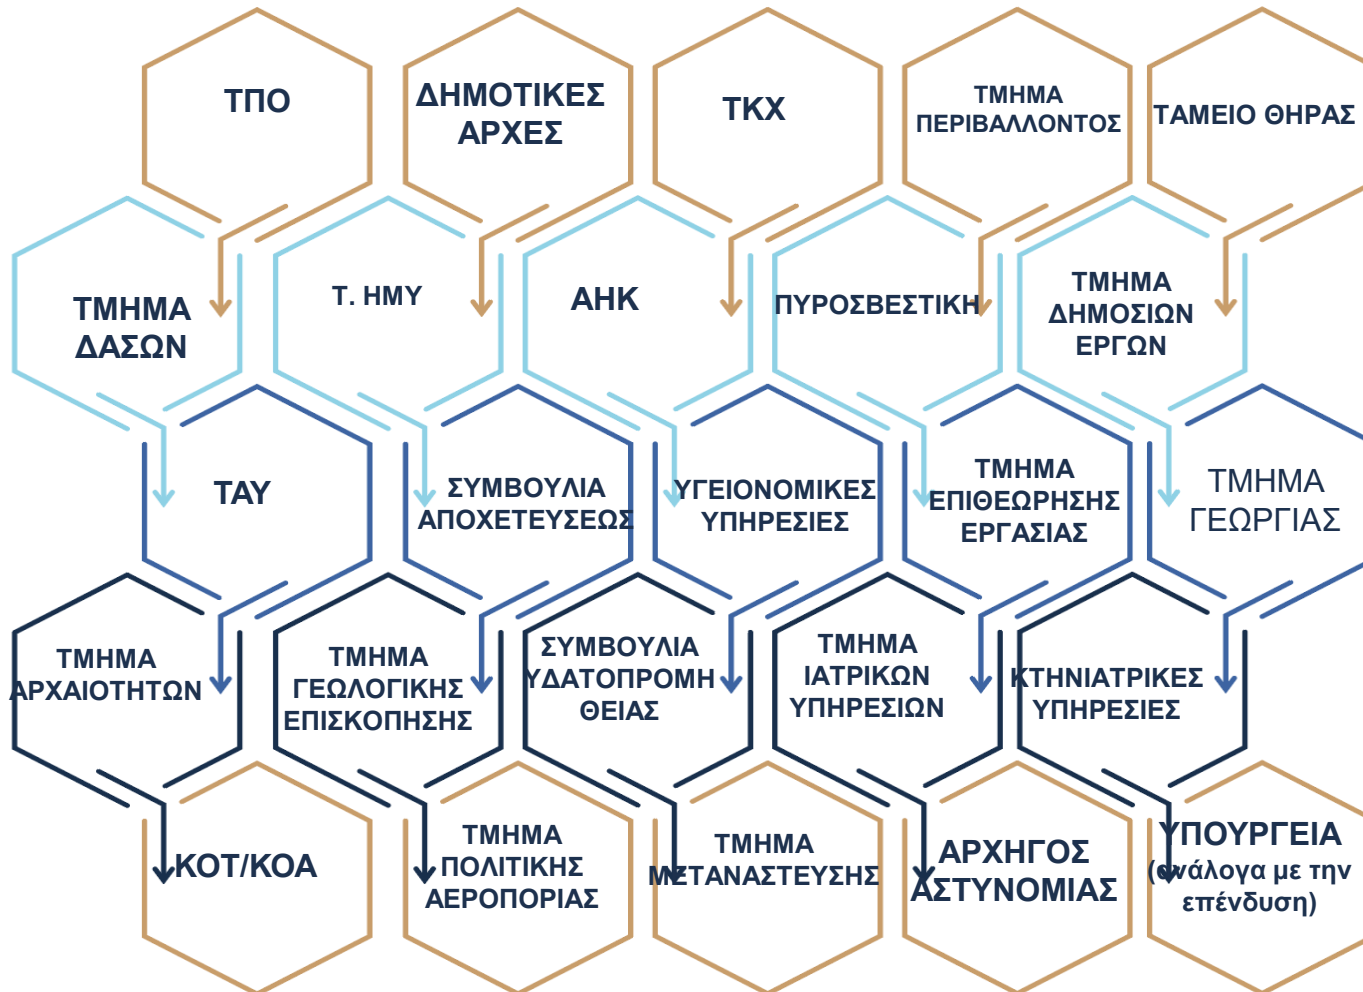 ΤΠΟ
ΔΗΜΟΤΙΚΕΣ
ΑΡΧΕΣ
ΤΚΧ
ΤΜΗΜΑ
ΠΕΡΙΒΑΛΛΟΝΤΟΣ
ΤΑΜΕΙΟ ΘΗΡΑΣ
ΤΜΗΜΑ
ΔΑΣΩΝ
Τ. ΗΜΥ
ΑΗΚ
ΠΥΡΟΣΒΕΣΤΙΚΗ
ΤΜΗΜΑ
ΔΗΜΟΣΙΩΝ
ΕΡΓΩΝ
ΤΑΥ
ΣΥΜΒΟΥΛΙΑ
ΑΠΟΧΕΤΕΥΣΕΩΣ
ΥΓΕΙΟΝΟΜΙΚΕΣ
ΥΠΗΡΕΣΙΕΣ
ΤΜΗΜΑ
ΕΠΙΘΕΩΡΗΣΗΣ
ΕΡΓΑΣΙΑΣ
ΤΜΗΜΑ
ΓΕΩΡΓΙΑΣ
ΤΜΗΜΑ
ΑΡΧΑΙΟΤΗΤΩΝ
ΤΜΗΜΑ
ΓΕΩΛΟΓΙΚΗΣ
ΕΠΙΣΚΟΠΗΣΗΣ
ΣΥΜΒΟΥΛΙΑ
ΥΔΑΤΟΠΡΟΜΗ
ΘΕΙΑΣ
ΤΜΗΜΑ
ΙΑΤΡΙΚΩΝ
ΥΠΗΡΕΣΙΩΝ
ΚΤΗΝΙΑΤΡΙΚΕΣ
ΥΠΗΡΕΣΙΕΣ
ΚΟΤ/ΚΟΑ
ΤΜΗΜΑ
ΠΟΛΙΤΙΚΗΣ
ΑΕΡΟΠΟΡΙΑΣ
ΤΜΗΜΑ
ΜΕΤΑΝΑΣΤΕΥΣΗΣ
ΑΡΧΗΓΟΣ
ΑΣΤΥΝΟΜΙΑΣ
ΥΠΟΥΡΓΕΙΑ
(ανάλογα με την
επένδυση)